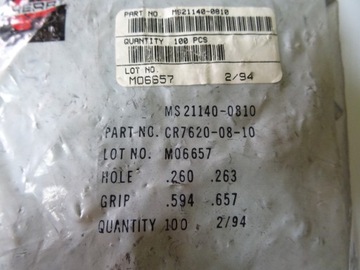 PART NO MS21140-0810
QUANTITY 100 PCS
LOT NO.
M06657 2/94
MS21140-0810
PART NO. CR7620-08-10
LOT NO. M06657
HOLE .260 .263
GRIP .594 .657
QUANTITY 100 2/94